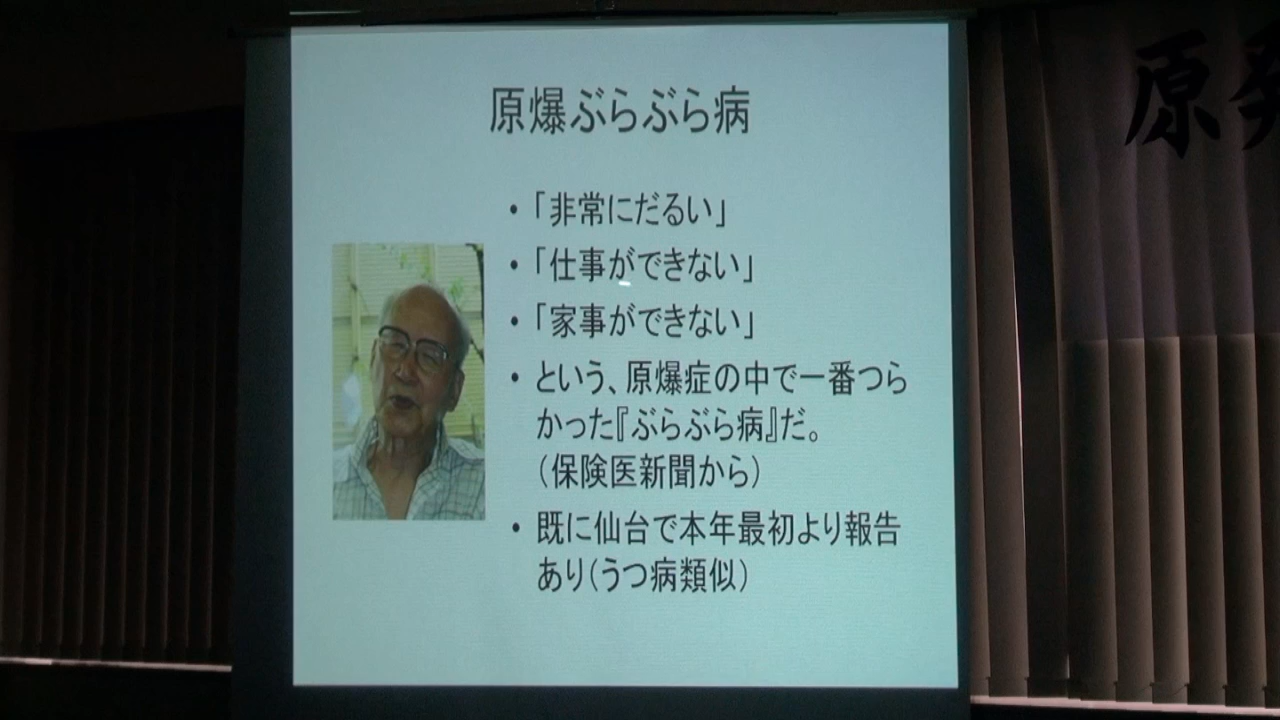 原爆ぶらぶら病
・「非常にだるい」
・「仕事ができない」
・「家事ができない」
・という、原爆症の中で一番つら
かった『ぶらぶら病』だ。
（保険医新聞から）
・既に仙台で本年最初より報告
あり（うつ病類似）
原発